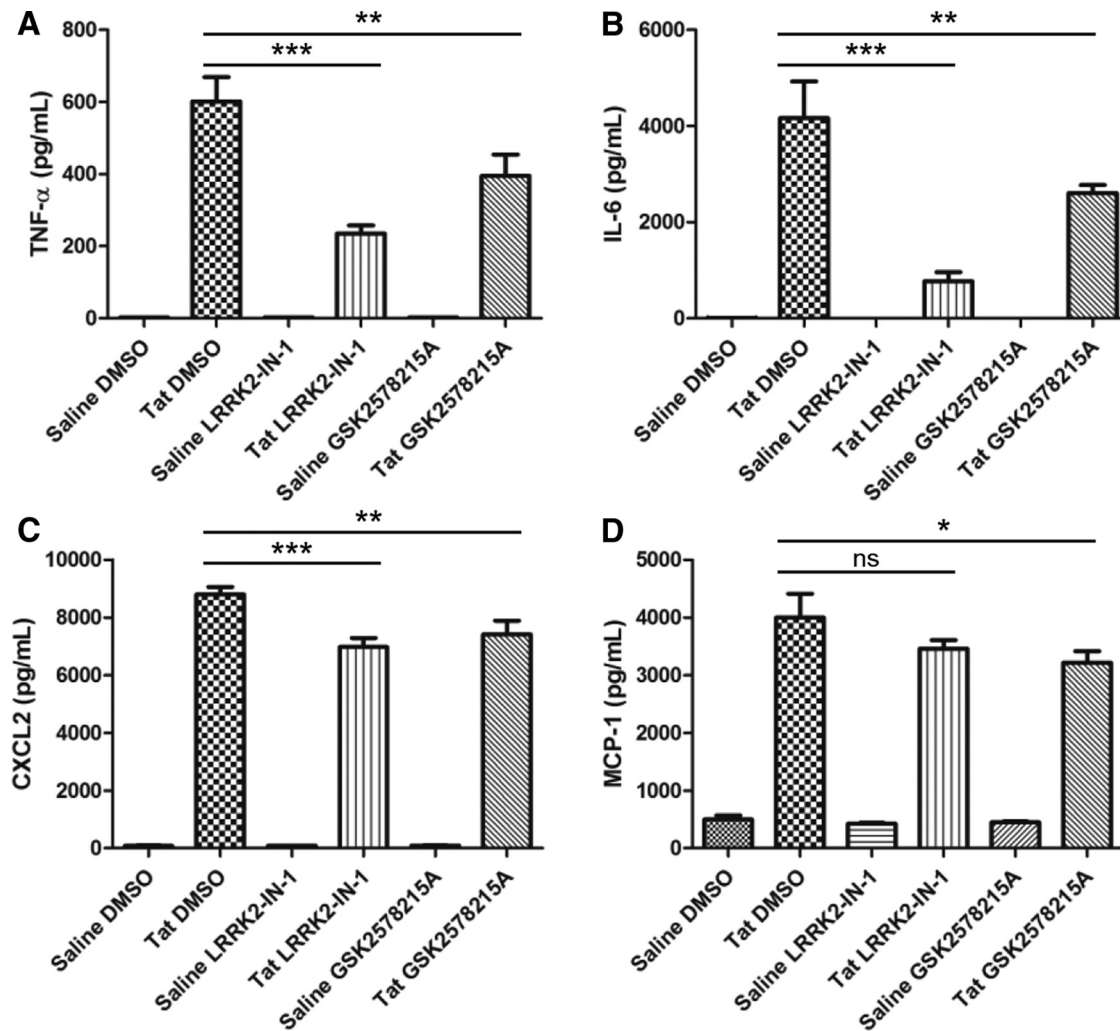 A
TNF-α (pg/mL)
800
600
400
200
0
**
***
Saline DMSO
Tat DMSO
Saline LRRK2-IN-1
Tat LRRK2-IN-1
Saline GSK2578215A
Tat GSK2578215A
B
IL-6 (pg/mL)
6000
4000
2000
0
**
***
Saline DMSO
Tat DMSO
Saline LRRK2-IN-1
Tat LRRK2-IN-1
Saline GSK2578215A
Tat GSK2578215A
C
CXCL2 (pg/mL)
10000
8000
6000
4000
2000
0
**
***
Saline DMSO
Tat DMSO
Saline LRRK2-IN-1
Tat LRRK2-IN-1
Saline GSK2578215A
Tat GSK2578215A
D
MCP-1 (pg/mL)
5000
4000
3000
2000
1000
0
*
ns
Saline DMSO
Tat DMSO
Saline LRRK2-IN-1
Tat LRRK2-IN-1
Saline GSK2578215A
Tat GSK2578215A